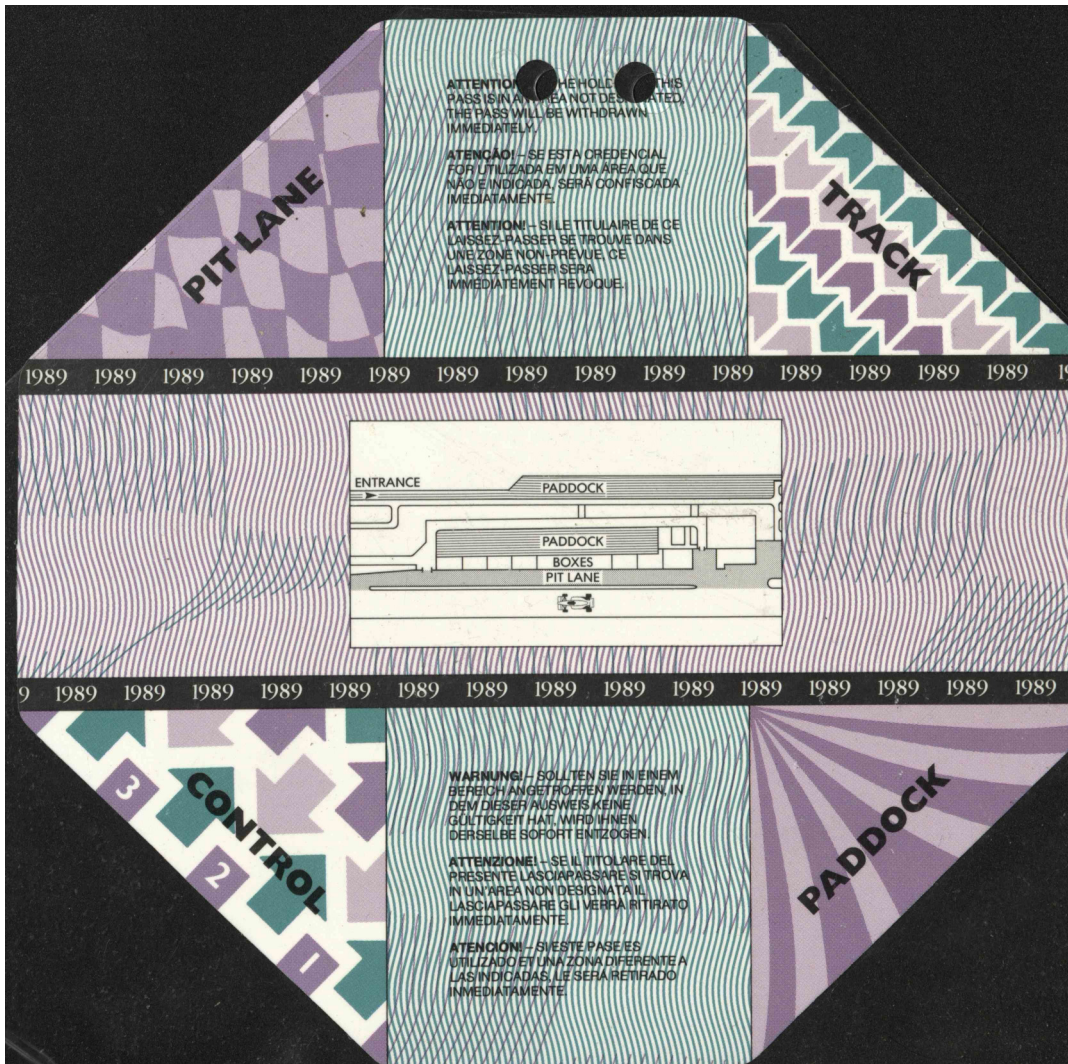 ATTENTION HE HOLD THIS
PASS IS IN AN AREA NOT DESIGNATED,
THE PASS WILL BE WITHDRAWN
IMMEDIATELY.
ATENÇÃO! – SE ESTA CREDENCIAL
FOR UTILIZADA EM UMA ÁREA QUE
NÃO E INDICADA, SERÁ CONFISCADA
IMEDIATAMENTE.
ATTENTION! – SI LE TITULAIRE DE CE
LAISSEZ-PASSER SE TROUVE DANS
UNE ZONE NON-PREVUE, CE
LAISSEZ-PASSER SERA
IMMEDIATEMENT REVOQUE.
PIT LANE
TRACK
1989 1989 1989 1989 1989 1989 1989 1989 1989 1989 1989 1989 1989 1989 1989
ENTRANCE
PADDOCK
PADDOCK
BOXES
PIT LANE
9 1989 1989 1989 1989 1989 1989 1989 1989 1989 1989 1989 1989 1989 1989 1989
3 CONTROL
2
1
WARNUNG! – SOLLTEN SIE IN EINEM
BEREICH ANGETROFFEN WERDEN, IN
DEM DIESER AUSWEIS KEINE
GÜLTIGKEIT HAT, WIRD IHNEN
DERSELBE SOFORT ENTZOGEN.
ATTENZIONE! – SE IL TITOLARE DEL
PRESENTE LASCIAPASSARE SI TROVA
IN UN'AREA NON DESIGNATA IL
LASCIAPASSARE GLI VERRÀ RITIRATO
IMMEDIATAMENTE.
ATENCIÓN! – SI ESTE PASE ES
UTILIZADO ET UNA ZONA DIFERENTE A
LAS INDICADAS, LE SERÁ RETIRADO
INMEDIATAMENTE.
PADDOCK